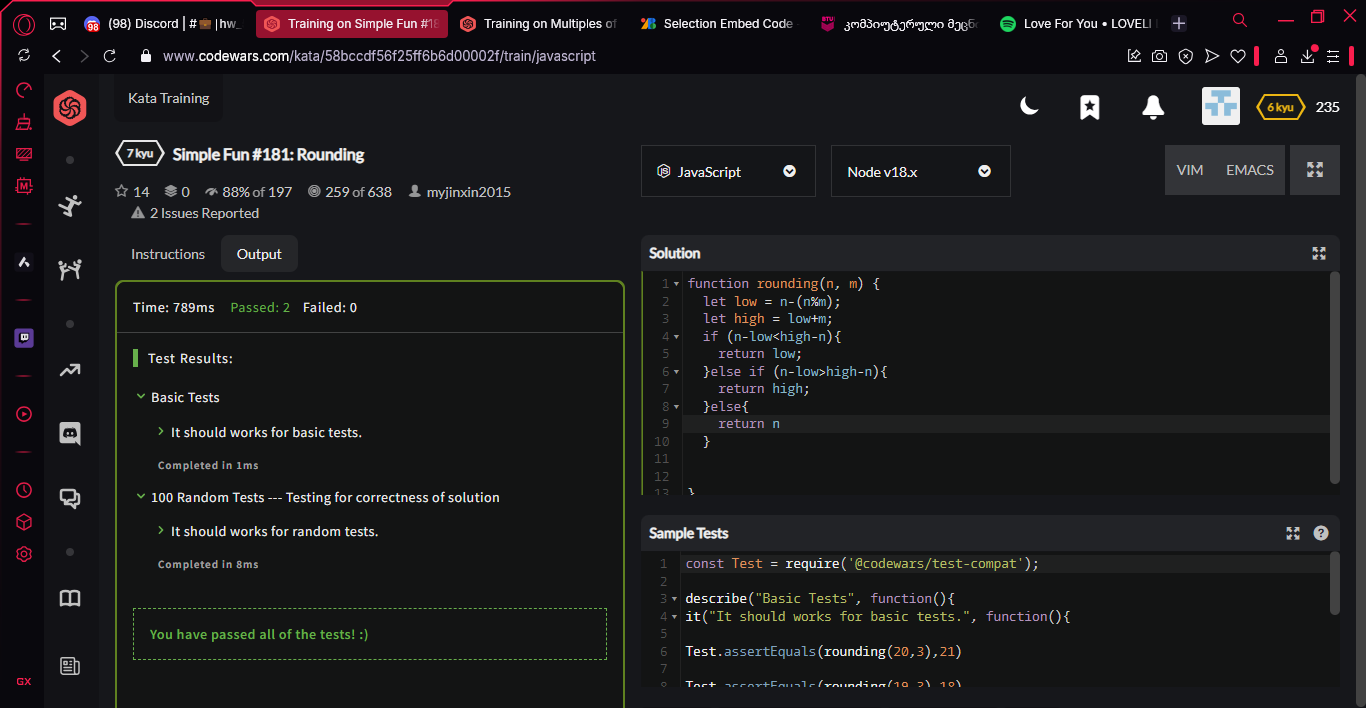 (98) Discord | #💼|hw_
Training on Simple Fun #18
Training on Multiples of
Selection Embed Code
კომპიუტერული მეცნ
Love For You • LOVELI
www.codewars.com/kata/58bccdf56f25ff6b6d00002f/train/javascript
Kata Training
6 kyu
235
7 kyu
Simple Fun #181: Rounding
14 0 88% of 197 259 of 638 myjinxin2015
2 Issues Reported
JavaScript
Node v18.x
VIM
EMACS
Instructions
Output
Time: 789ms Passed: 2 Failed: 0
Test Results:
Basic Tests
It should works for basic tests.
Completed in 1ms
100 Random Tests --- Testing for correctness of solution
It should works for random tests.
Completed in 8ms
You have passed all of the tests! :)
GX
Solution
1 function rounding(n, m) {
2 let low = n-(n%m);
3 let high = low+m;
4 if (n-low<high-n){
5 return low;
6 }else if (n-low>high-n){
7 return high;
8 }else{
9 return n
10 }
11
12
13 }
Sample Tests
1 const Test = require('@codewars/test-compat');
2
3 describe("Basic Tests", function(){
4 it("It should works for basic tests.", function(){
5
6 Test.assertEquals(rounding(20,3),21)
7
8 Test.assertEquals(rounding(19,3),18)